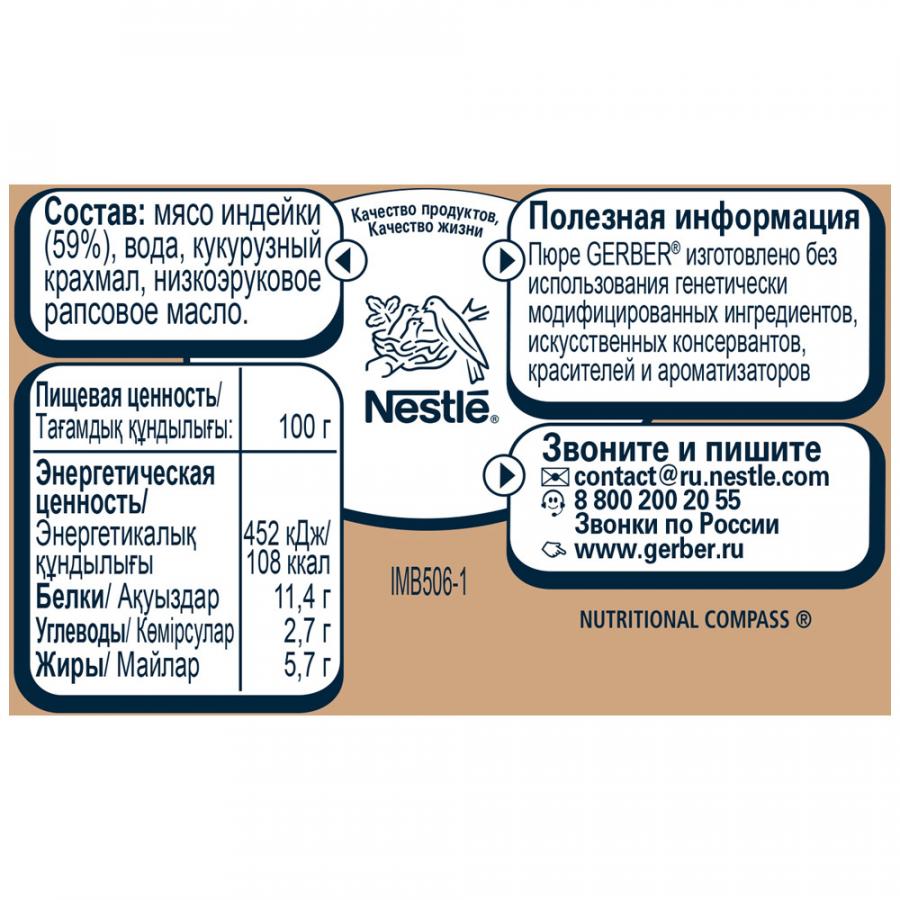 Состав: мясо индейки
(59%), вода, кукурузный
крахмал, низкоэруковое
рапсовое масло.
Пищевая ценность/
Тағамдық құндылығы: 100 г
Энергетическая
ценность/
Энергетикалық 452 кДж/
құндылығы 108 ккал
Белки/ Ақуыздар 11,4 г
Углеводы/ Көмірсулар 2,7 г
Жиры/ Майлар 5,7 г
Качество продуктов,
Качество жизни
Nestlé®
IMB506-1
Полезная информация
Пюре GERBER® изготовлено без
использования генетически
модифицированных ингредиентов,
искусственных консервантов,
красителей и ароматизаторов
Звоните и пишите
contact@ru.nestle.com
8 800 200 20 55
Звонки по России
www.gerber.ru
NUTRITIONAL COMPASS ®